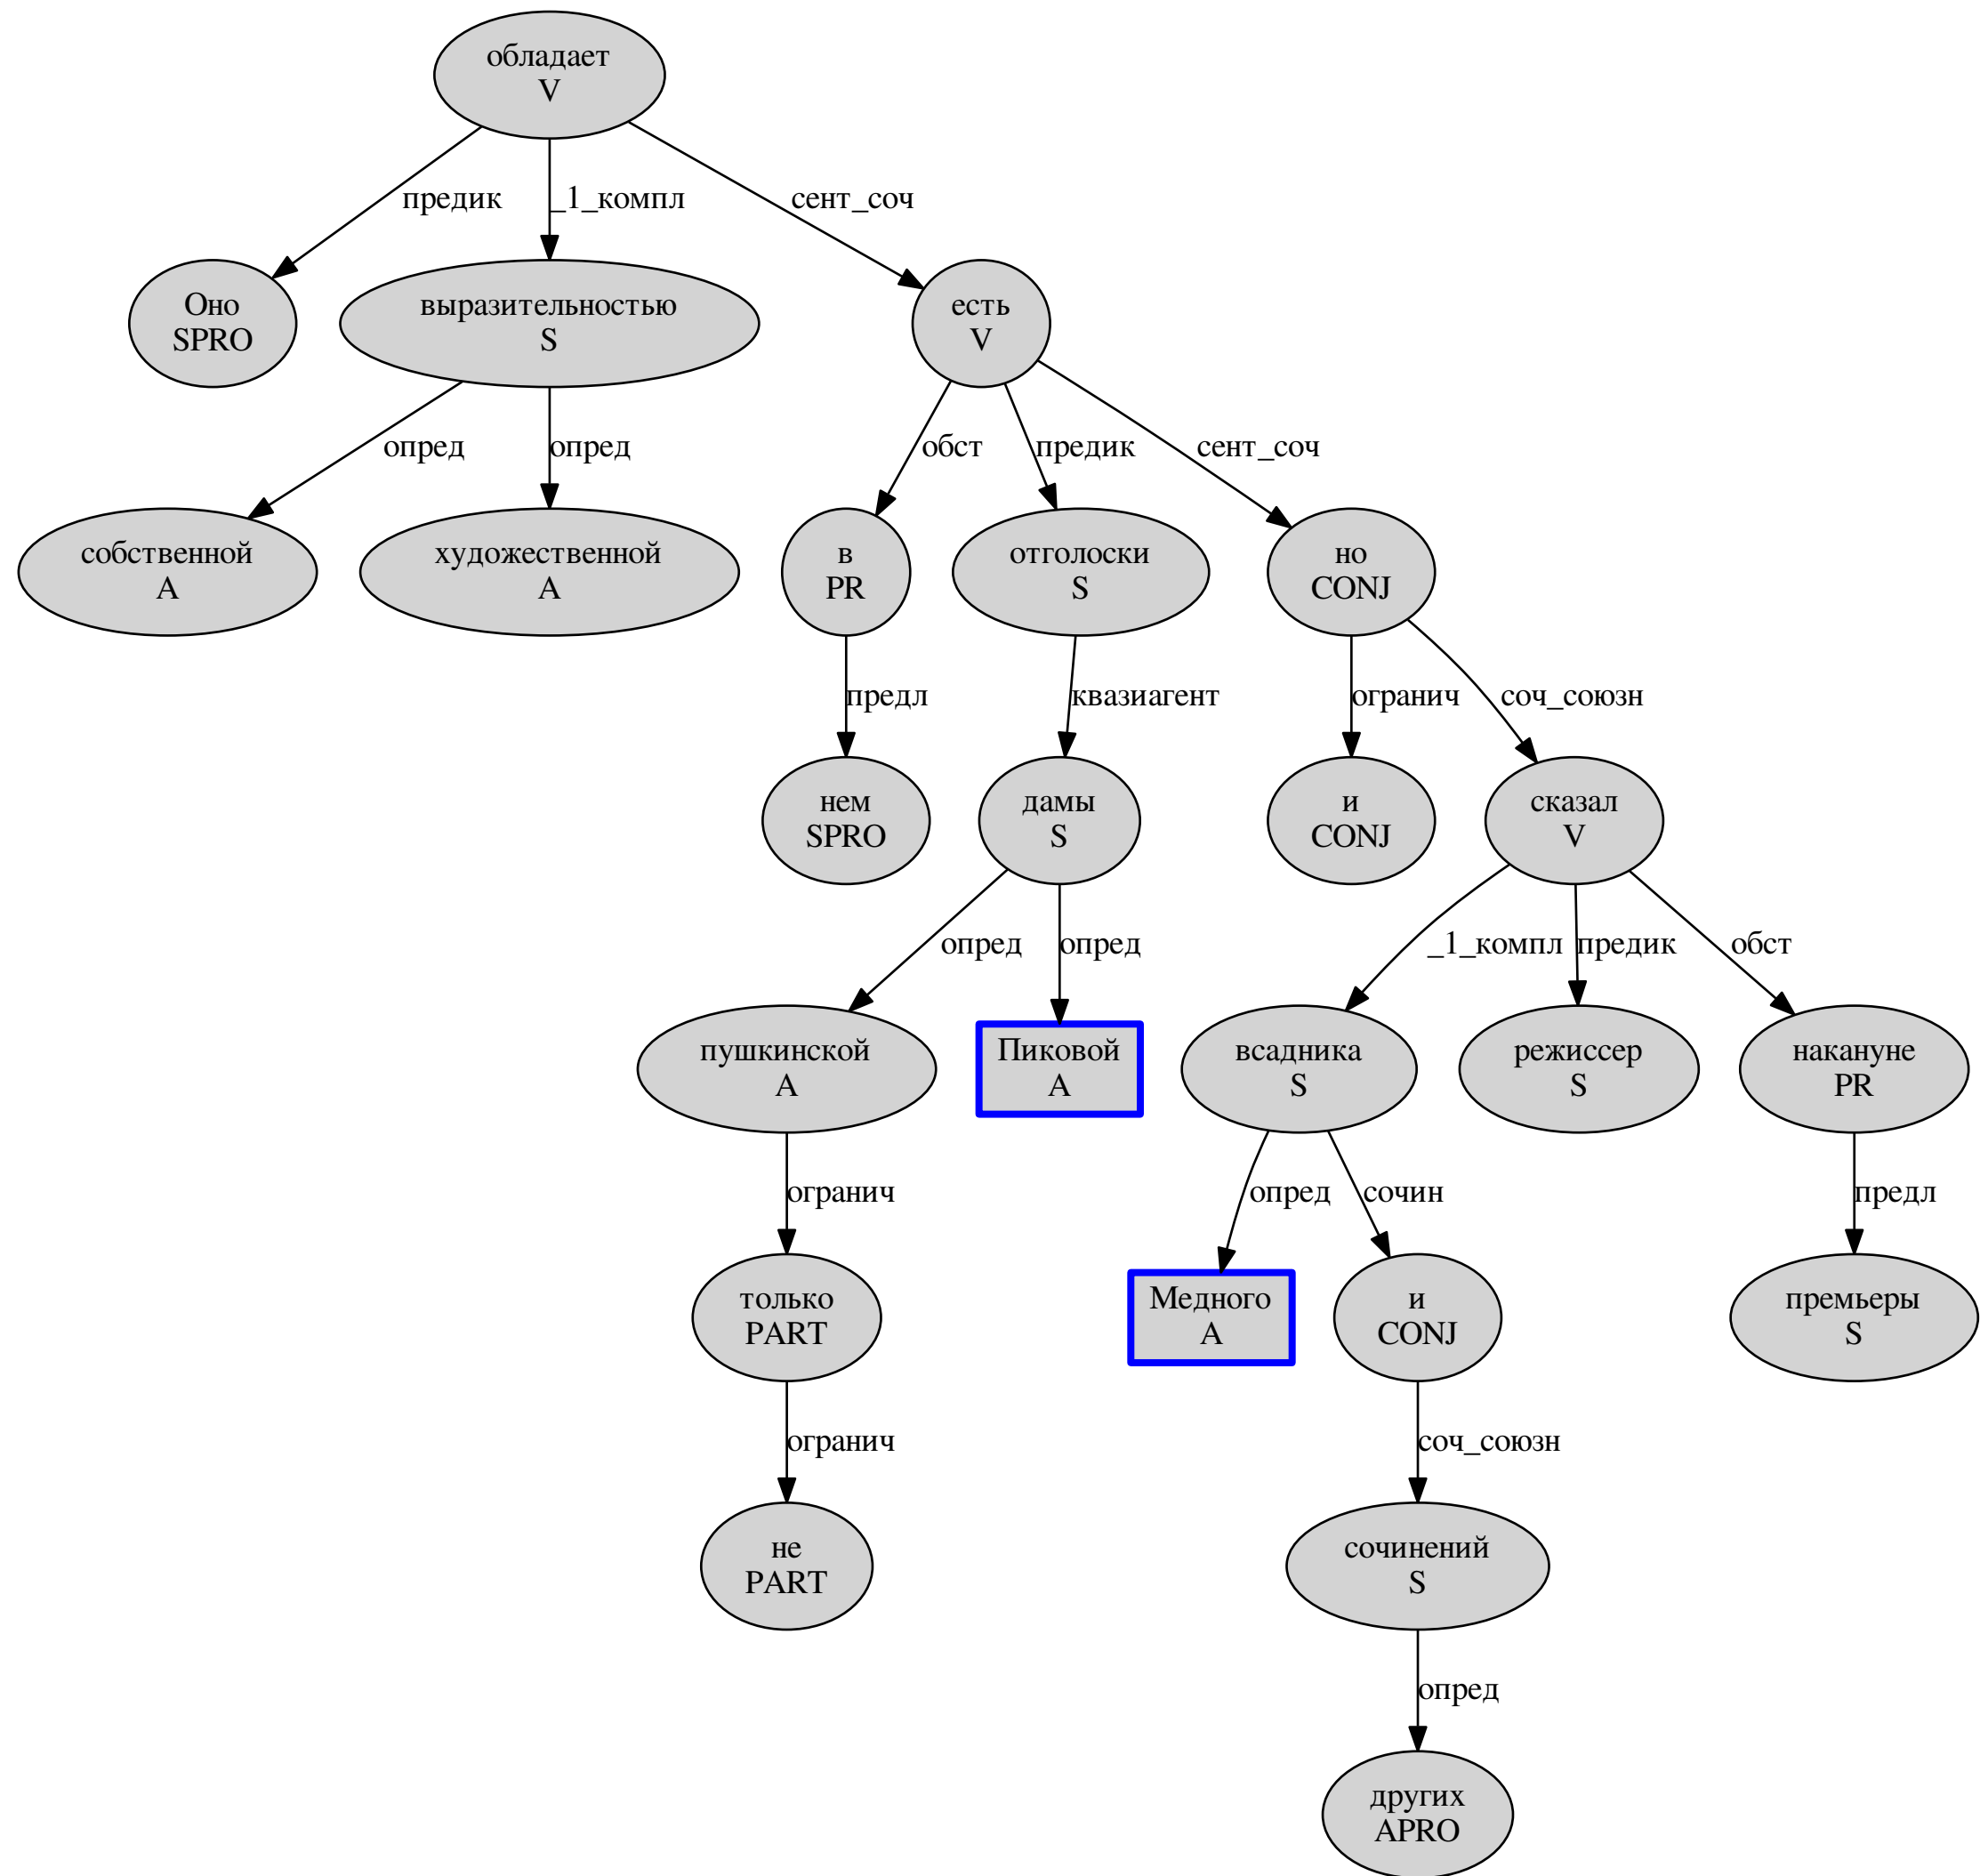 обладает
V
предик
_1_компл
сент_соч
Оно
SPRO
выразительностью
S
есть
V
опред
опред
обст
предик
сент_соч
собственной
A
художественной
A
в
PR
отголоски
S
но
CONJ
предл
квазиагент
огранич
соч_союзн
нем
SPRO
дамы
S
и
CONJ
сказал
V
опред
опред
_1_компл
предик
обст
пушкинской
A
Пиковой
A
всадника
S
режиссер
S
накануне
PR
огранич
опред
сочин
предл
только
PART
Медного
A
и
CONJ
премьеры
S
огранич
соч_союзн
не
PART
сочинений
S
опред
других
APRO